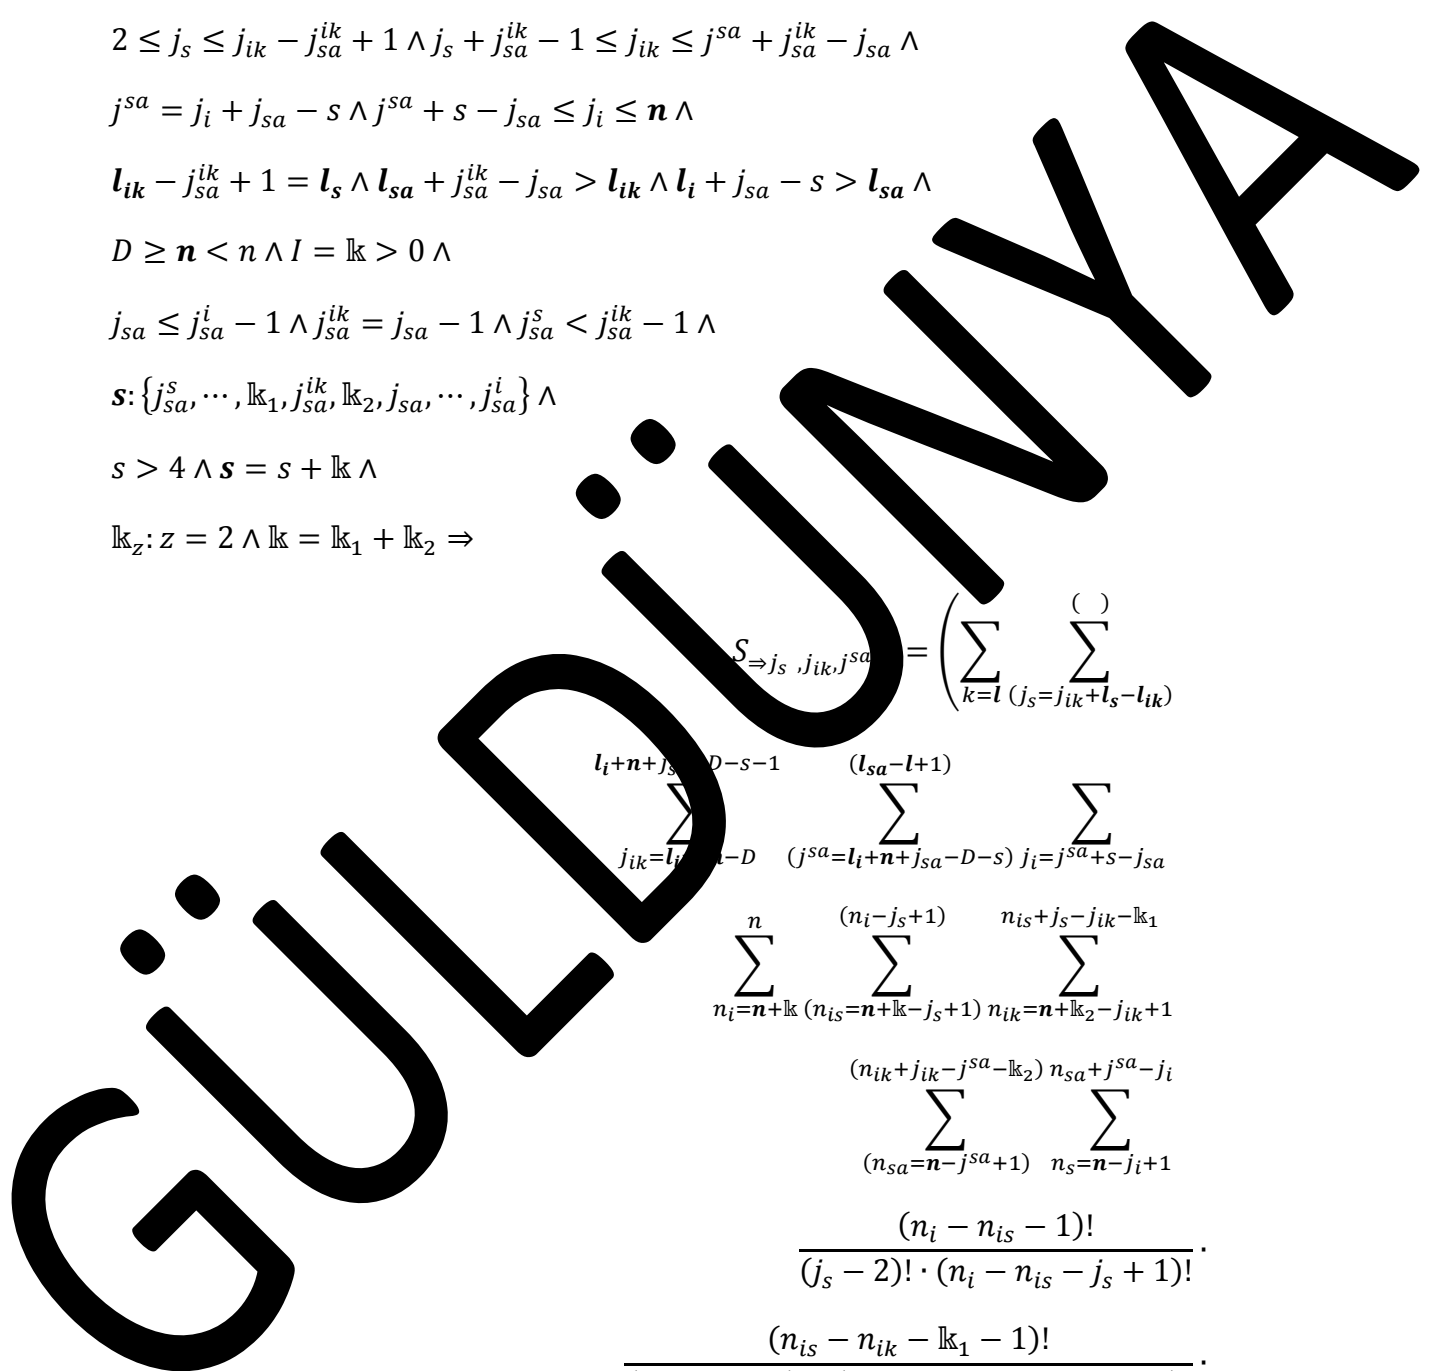 2 ≤ j_s ≤ j_{ik} − j_{sa}^{ik} + 1 ∧ j_s + j_{sa}^{ik} − 1 ≤ j_{ik} ≤ j^{sa} + j_{sa}^{ik} − j_{sa} ∧
j^{sa} = j_i + j_{sa} − s ∧ j^{sa} + s − j_{sa} ≤ j_i ≤ n ∧
l_{ik} − j_{sa}^{ik} + 1 = l_s ∧ l_{sa} + j_{sa}^{ik} − j_{sa} > l_{ik} ∧ l_i + j_{sa} − s > l_{sa} ∧
D ≥ n < n ∧ I = 𝕜 > 0 ∧
j_{sa} ≤ j_{sa}^{i} − 1 ∧ j_{sa}^{ik} = j_{sa} − 1 ∧ j_{sa}^{s} < j_{sa}^{ik} − 1 ∧
s: {j_{sa}^{s}, ⋯, 𝕜_1, j_{sa}^{ik}, 𝕜_2, j_{sa}, ⋯, j_{sa}^{i}} ∧
s > 4 ∧ s = s + 𝕜 ∧
𝕜_z: z = 2 ∧ 𝕜 = 𝕜_1 + 𝕜_2 ⇒
GÜLDÜNYA
( )
S_{⇒j_s, j_{ik}, j^{sa}} = ( ∑ ∑
k=l (j_s=j_{ik}+l_s−l_{ik})
l_i+n+ D−s−1 (l_{sa}−l+1)
∑ ∑ ∑
j_{ik}= −D (j^{sa}=l_i+n+j_{sa}−D−s) j_i=j^{sa}+s−j_{sa}
n (n_i−j_s+1) n_{is}+j_s−j_{ik}−𝕜_1
∑ ∑ ∑
n_i=n+𝕜 (n_{is}=n+𝕜−j_s+1) n_{ik}=n+𝕜_2−j_{ik}+1
(n_{ik}+j_{ik}−j^{sa}−𝕜_2) n_{sa}+j^{sa}−j_i
∑ ∑
(n_{sa}=n−j^{sa}+1) n_s=n−j_i+1
(n_i − n_{is} − 1)!
(j_s − 2)! ⋅ (n_i − n_{is} − j_s + 1)! ⋅
(n_{is} − n_{ik} − 𝕜_1 − 1)! ⋅